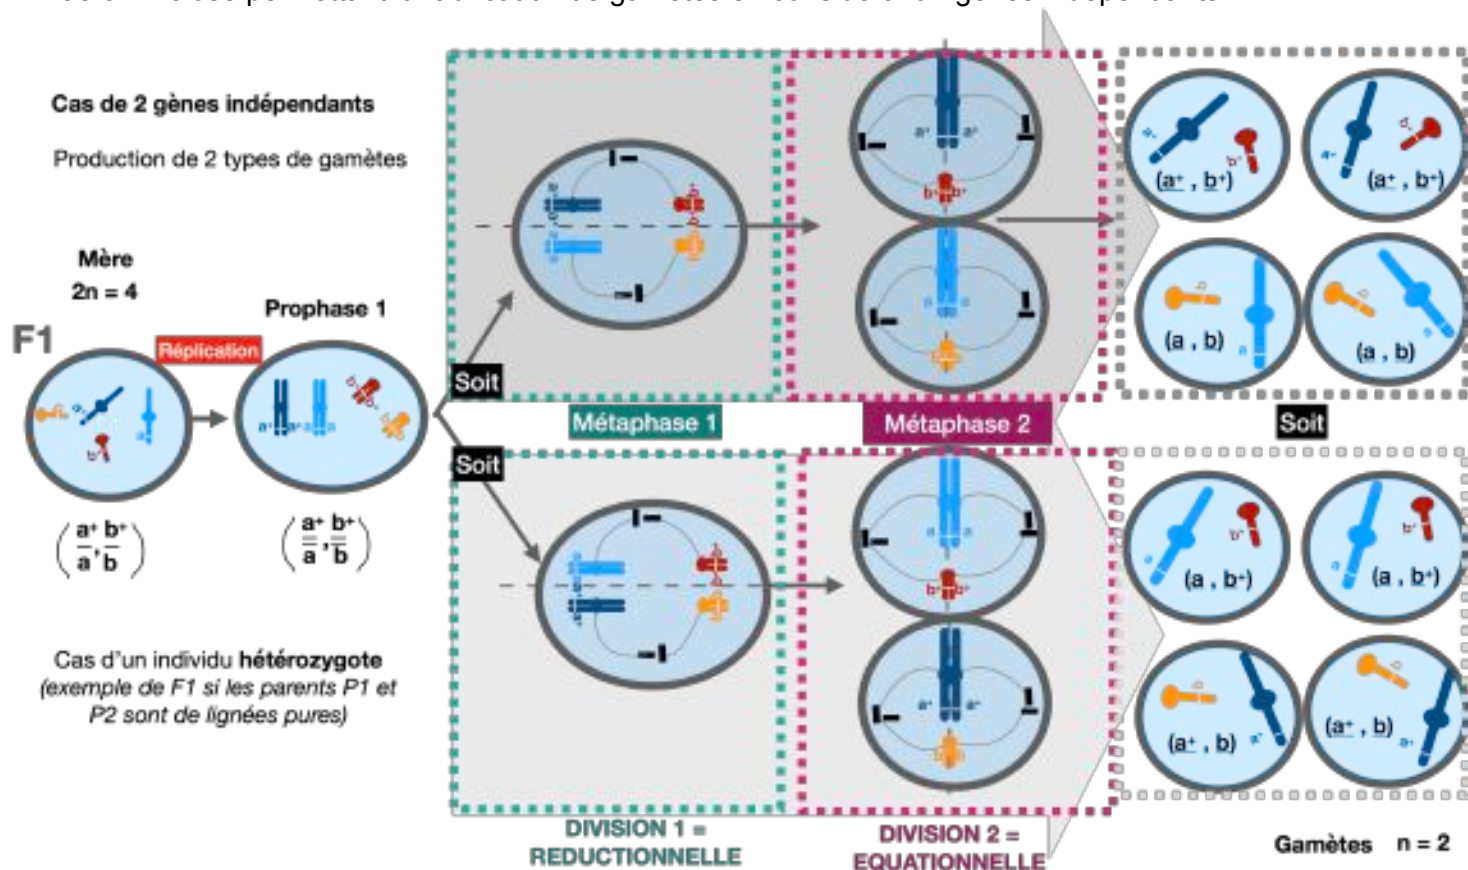 Cas de 2 gènes indépendants
Production de 2 types de gamètes
Mère
2n = 4
Prophase 1
F1
Réplication
a⁺ b⁺
a , b
a⁺ b⁺
a , b
Cas d'un individu hétérozygote
(exemple de F1 si les parents P1 et
P2 sont de lignées pures)
Soit
Soit
Métaphase 1
Métaphase 2
Soit
a⁺ a⁺
b⁺ b⁺
a a
a a
b⁺ b⁺
a⁺ a⁺
(a⁺ , b⁺)
(a⁺ , b⁺)
(a , b)
(a , b)
(a , b⁺)
(a , b⁺)
(a⁺ , b)
(a⁺ , b)
DIVISION 1 =
REDUCTIONNELLE
DIVISION 2 =
EQUATIONNELLE
Gamètes n = 2